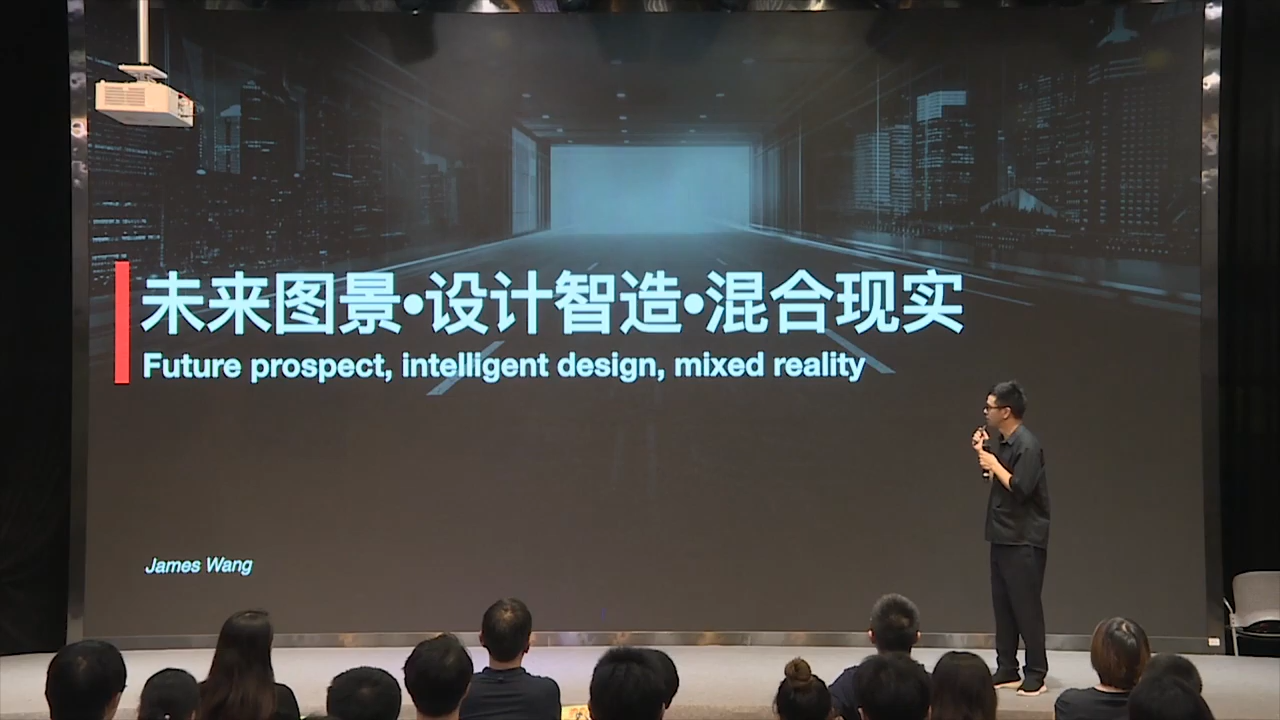 未来图景•设计智造•混合现实
Future prospect, intelligent design, mixed reality
James Wang